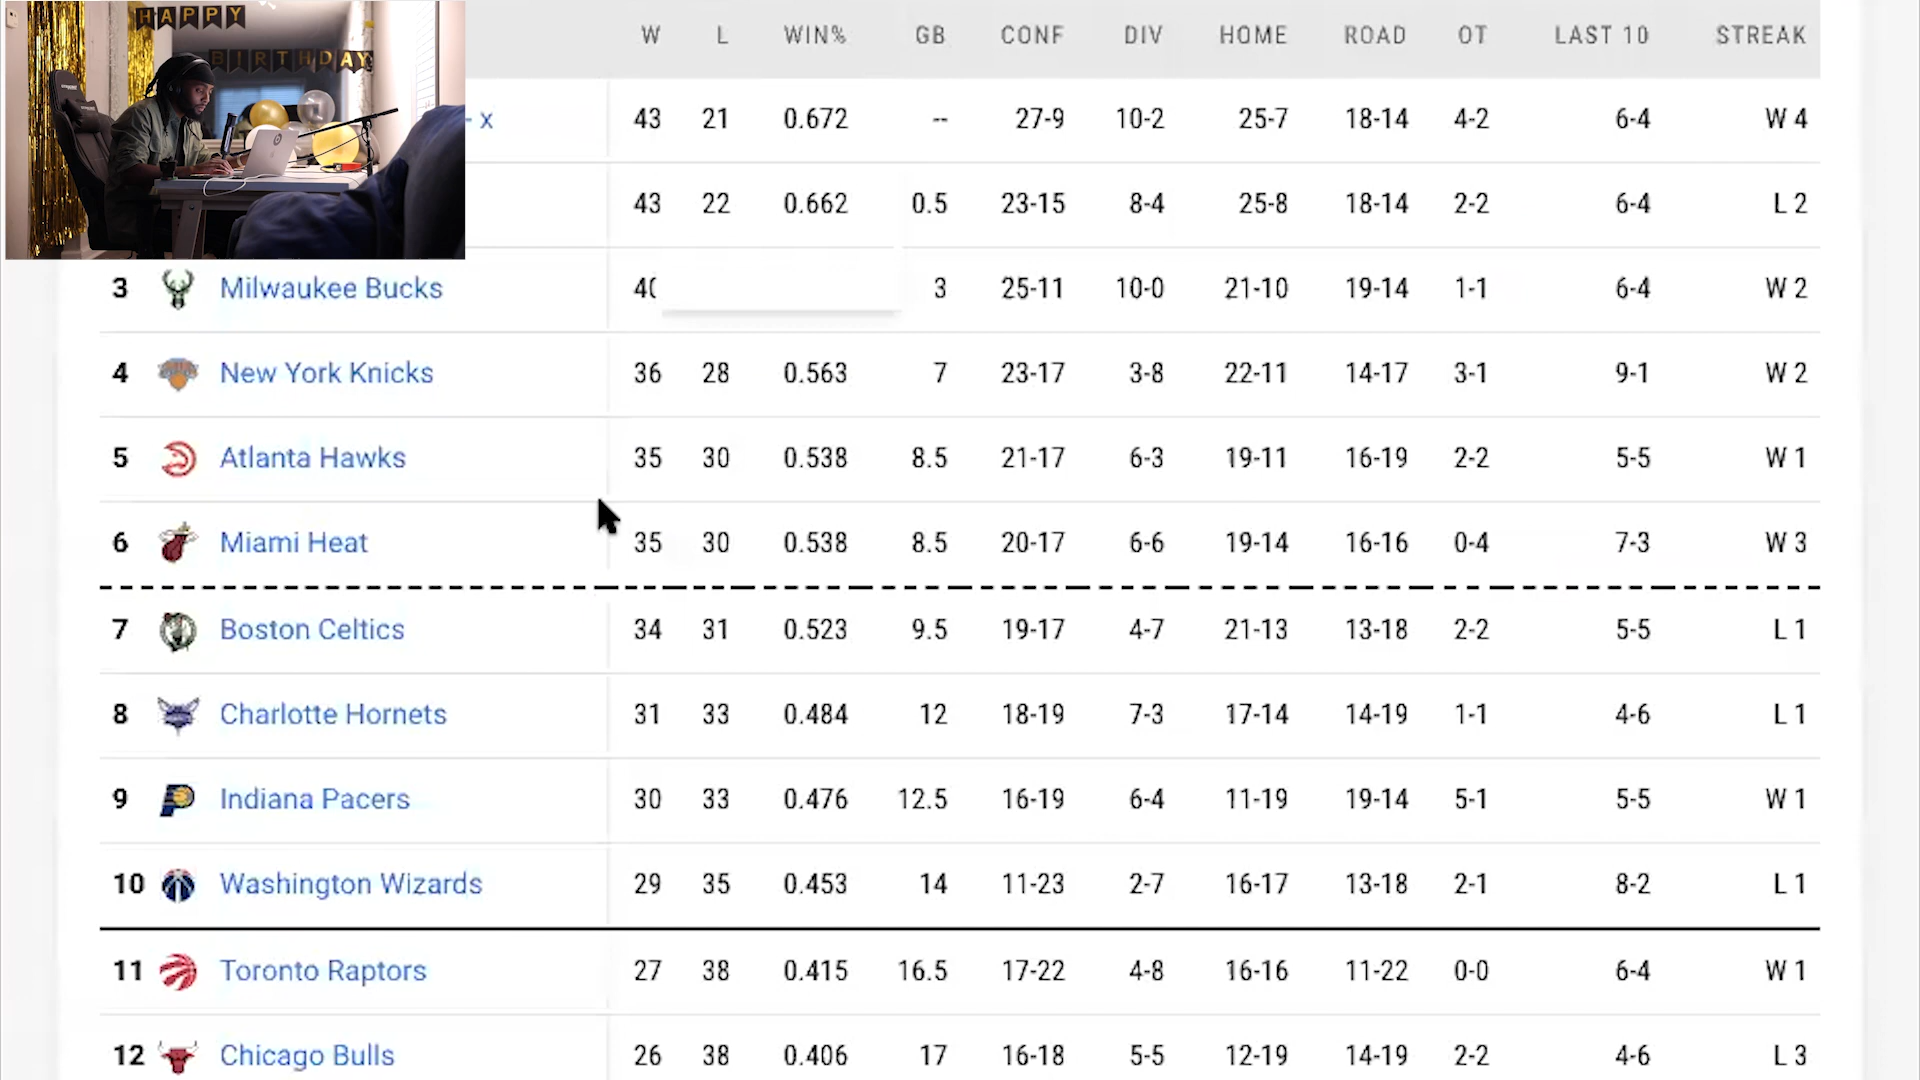 HAPPY
BIRTHDAY
W L WIN% GB CONF DIV HOME ROAD OT LAST 10 STREAK
- x 43 21 0.672 -- 27-9 10-2 25-7 18-14 4-2 6-4 W 4
43 22 0.662 0.5 23-15 8-4 25-8 18-14 2-2 6-4 L 2
3 Milwaukee Bucks 40 3 25-11 10-0 21-10 19-14 1-1 6-4 W 2
4 New York Knicks 36 28 0.563 7 23-17 3-8 22-11 14-17 3-1 9-1 W 2
5 Atlanta Hawks 35 30 0.538 8.5 21-17 6-3 19-11 16-19 2-2 5-5 W 1
6 Miami Heat 35 30 0.538 8.5 20-17 6-6 19-14 16-16 0-4 7-3 W 3
7 Boston Celtics 34 31 0.523 9.5 19-17 4-7 21-13 13-18 2-2 5-5 L 1
8 Charlotte Hornets 31 33 0.484 12 18-19 7-3 17-14 14-19 1-1 4-6 L 1
9 Indiana Pacers 30 33 0.476 12.5 16-19 6-4 11-19 19-14 5-1 5-5 W 1
10 Washington Wizards 29 35 0.453 14 11-23 2-7 16-17 13-18 2-1 8-2 L 1
11 Toronto Raptors 27 38 0.415 16.5 17-22 4-8 16-16 11-22 0-0 6-4 W 1
12 Chicago Bulls 26 38 0.406 17 16-18 5-5 12-19 14-19 2-2 4-6 L 3